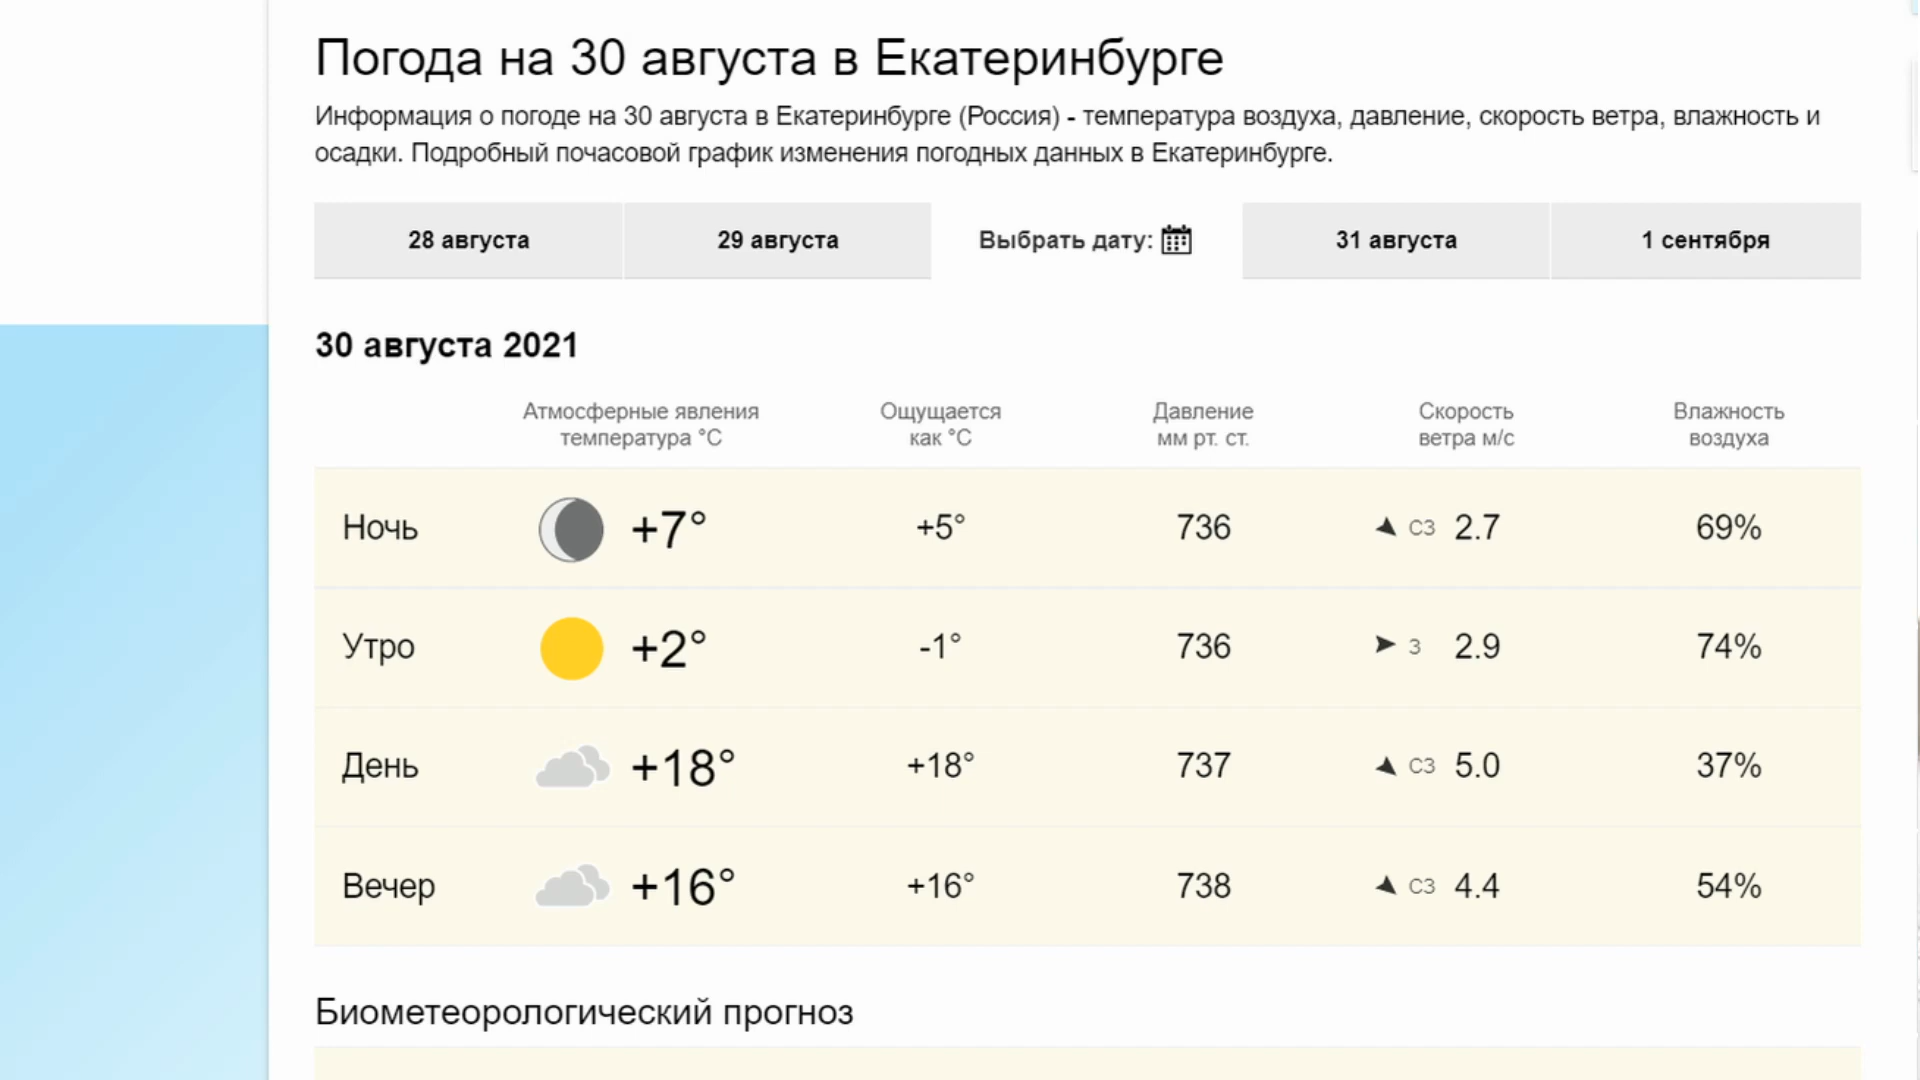 Погода на 30 августа в Екатеринбурге
Информация о погоде на 30 августа в Екатеринбурге (Россия) - температура воздуха, давление, скорость ветра, влажность и
осадки. Подробный почасовой график изменения погодных данных в Екатеринбурге.
28 августа 29 августа Выбрать дату: 31 августа 1 сентября
30 августа 2021
Атмосферные явления Ощущается Давление Скорость Влажность
температура °C как °C мм рт. ст. ветра м/с воздуха
Ночь +7° +5° 736 СЗ 2.7 69%
Утро +2° -1° 736 З 2.9 74%
День +18° +18° 737 СЗ 5.0 37%
Вечер +16° +16° 738 СЗ 4.4 54%
Биометеорологический прогноз